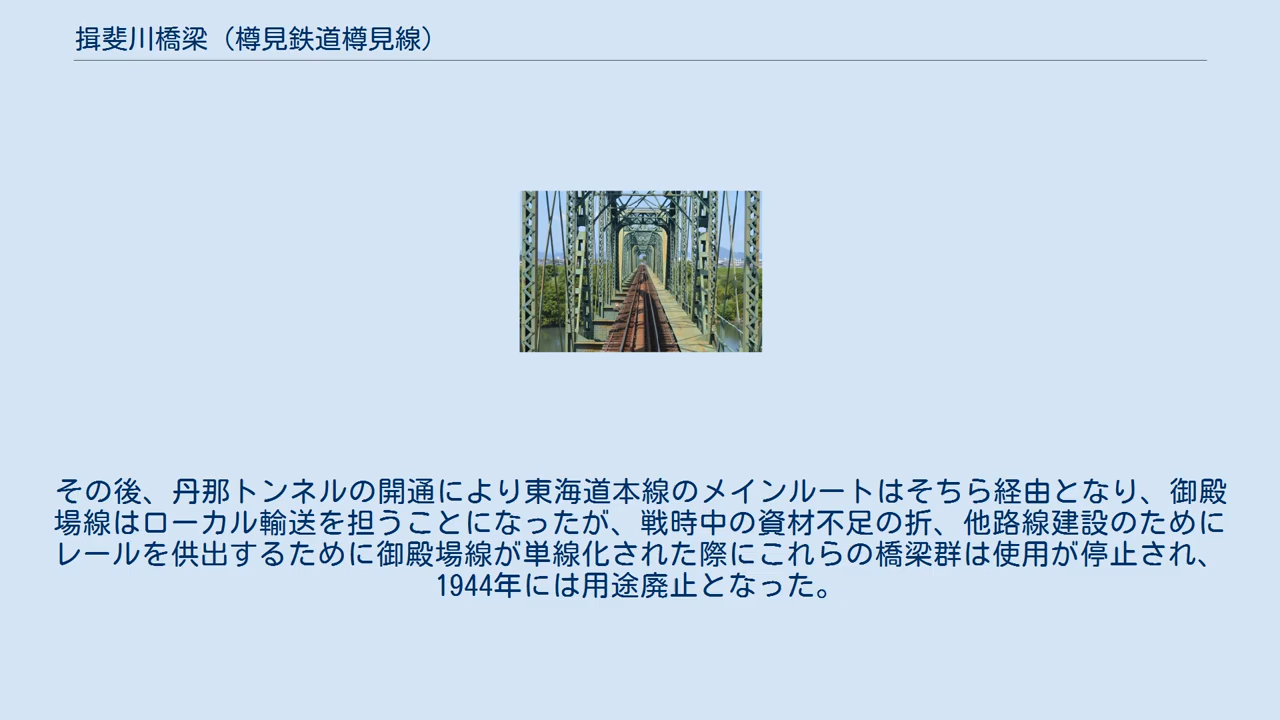 揖斐川橋梁（樽見鉄道樽見線）
その後、丹那トンネルの開通により東海道本線のメインルートはそちら経由となり、御殿
場線はローカル輸送を担うことになったが、戦時中の資材不足の折、他路線建設のために
レールを供出するために御殿場線が単線化された際にこれらの橋梁群は使用が停止され、
1944年には用途廃止となった。